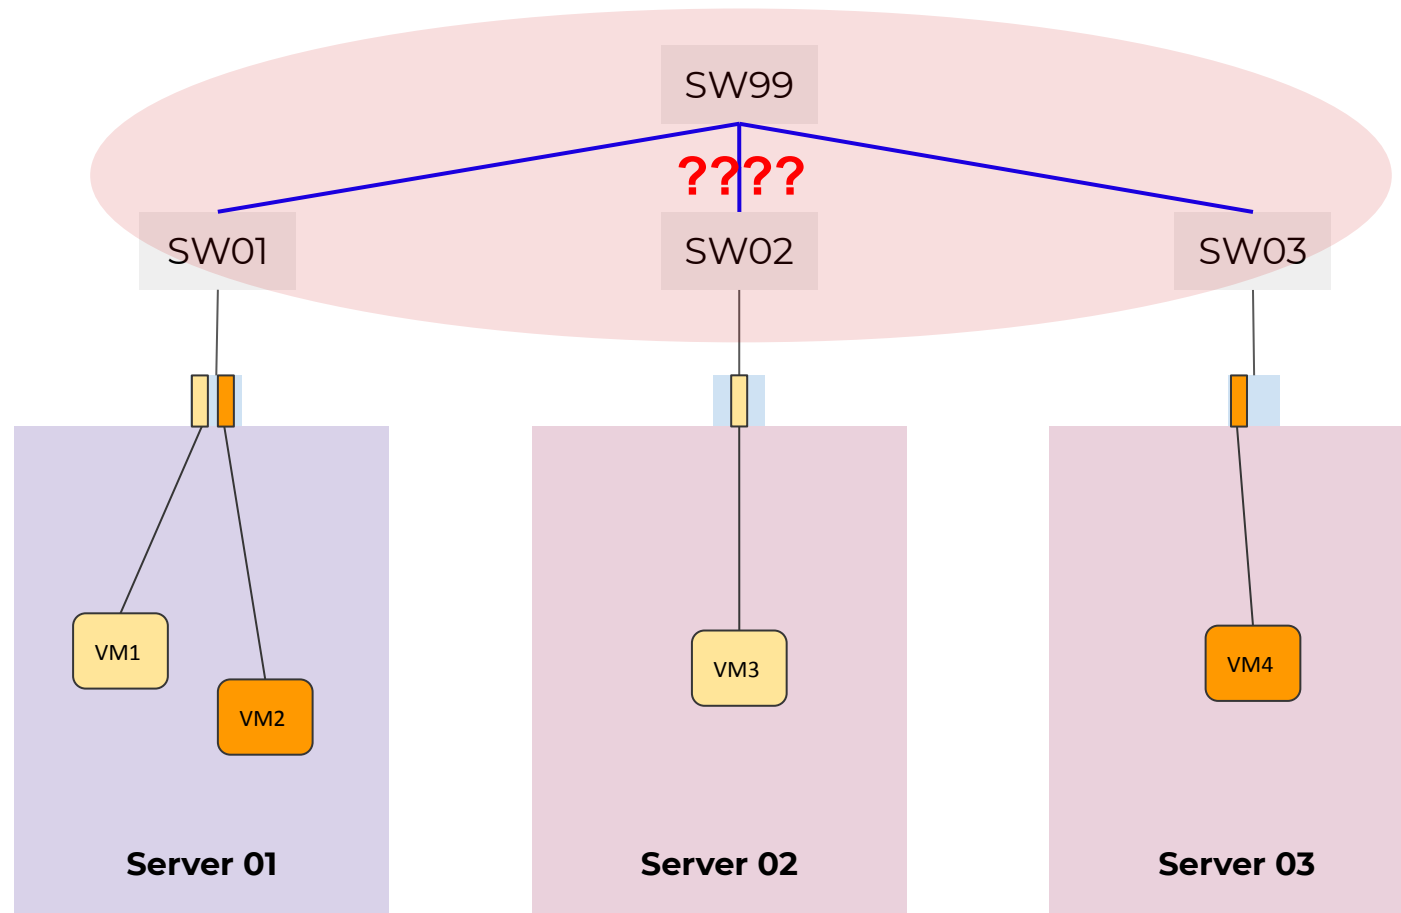 SW99
????
SW01
SW02
SW03
VM1
VM2
VM3
VM4
Server 01
Server 02
Server 03